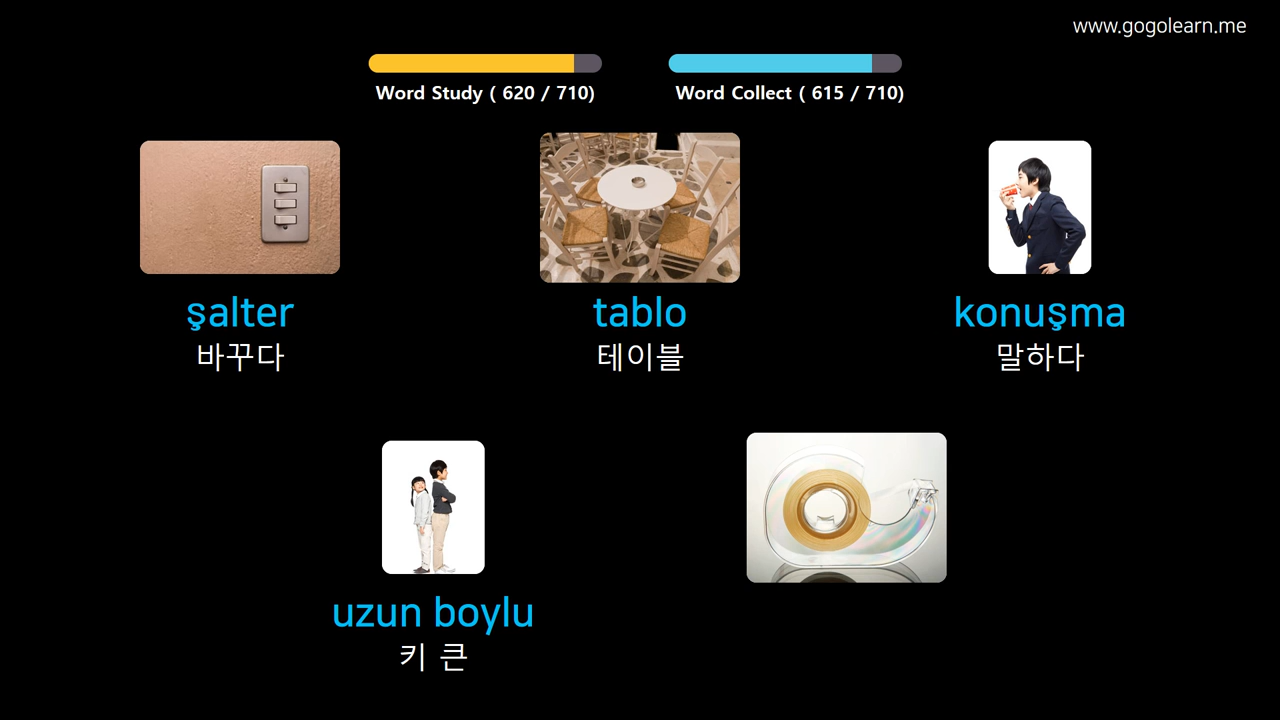 www.gogolearn.me
Word Study ( 620 / 710)
Word Collect ( 615 / 710)
şalter
바꾸다
tablo
테이블
konuşma
말하다
uzun boylu
키 큰